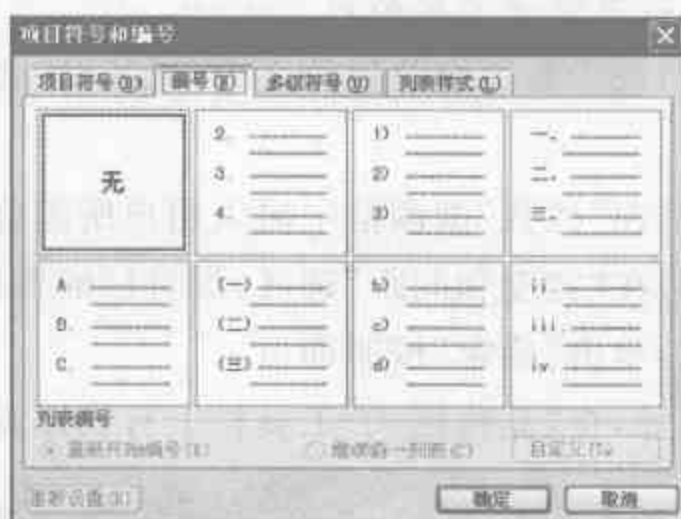 项目符号和编号
项目符号(B) 编号(N) 多级符号(U) 列表样式(L)
无
2.
3.
4.
1)
2)
3)
一、
二、
三、
A.
B.
C.
(一)
(二)
(三)
b)
c)
d)
ii.
iii.
iv.
列表编号
重新开始编号(R) 继续前一列表(C) 自定义(T)...
重新设置(R) 确定 取消